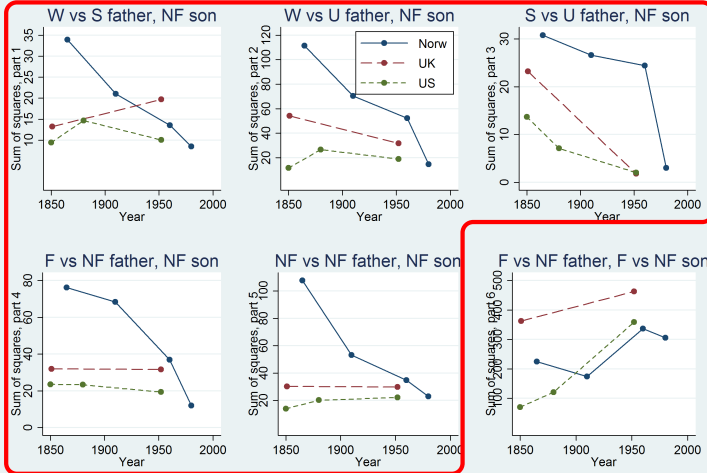 W vs S father, NF son
Sum of squares, part 1
35
30
25
20
15
10
1850
1900
1950
2000
Year
W vs U father, NF son
Sum of squares, part 2
120
100
80
60
40
20
1850
1900
1950
2000
Year
Norw
UK
US
S vs U father, NF son
Sum of squares, part 3
30
20
10
0
1850
1900
1950
2000
Year
F vs NF father, NF son
Sum of squares, part 4
80
60
40
20
0
1850
1900
1950
2000
Year
NF vs NF father, NF son
Sum of squares, part 5
100
80
60
40
20
1850
1900
1950
2000
Year
F vs NF father, F vs NF son
Sum of squares, part 6
500
400
300
200
100
1850
1900
1950
2000
Year